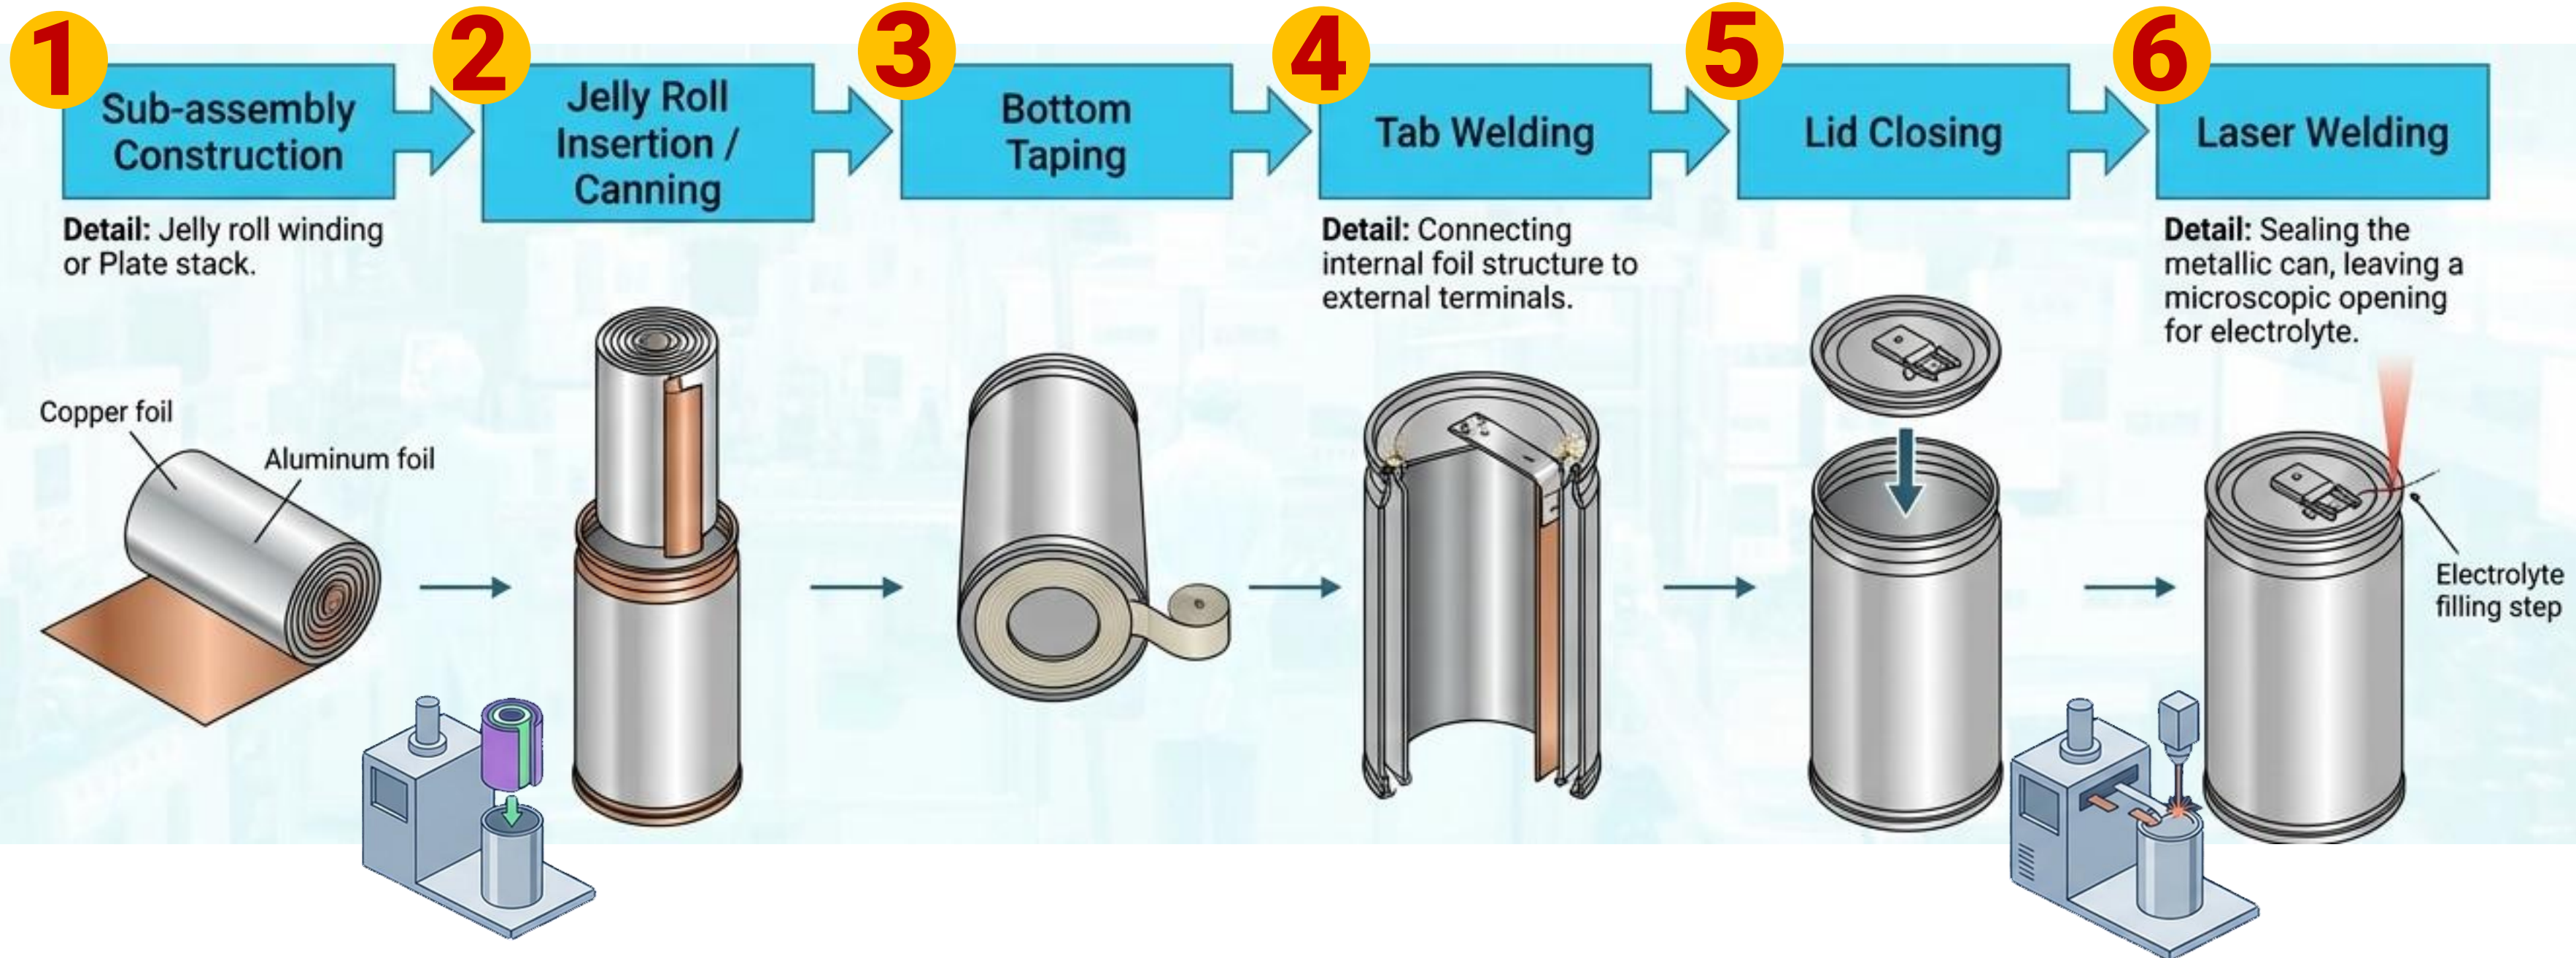 1
Sub-assembly
Construction
Detail: Jelly roll winding
or Plate stack.
Copper foil
Aluminum foil
2
Jelly Roll
Insertion /
Canning
3
Bottom
Taping
4
Tab Welding
Detail: Connecting
internal foil structure to
external terminals.
5
Lid Closing
6
Laser Welding
Detail: Sealing the
metallic can, leaving a
microscopic opening
for electrolyte.
Electrolyte
filling step